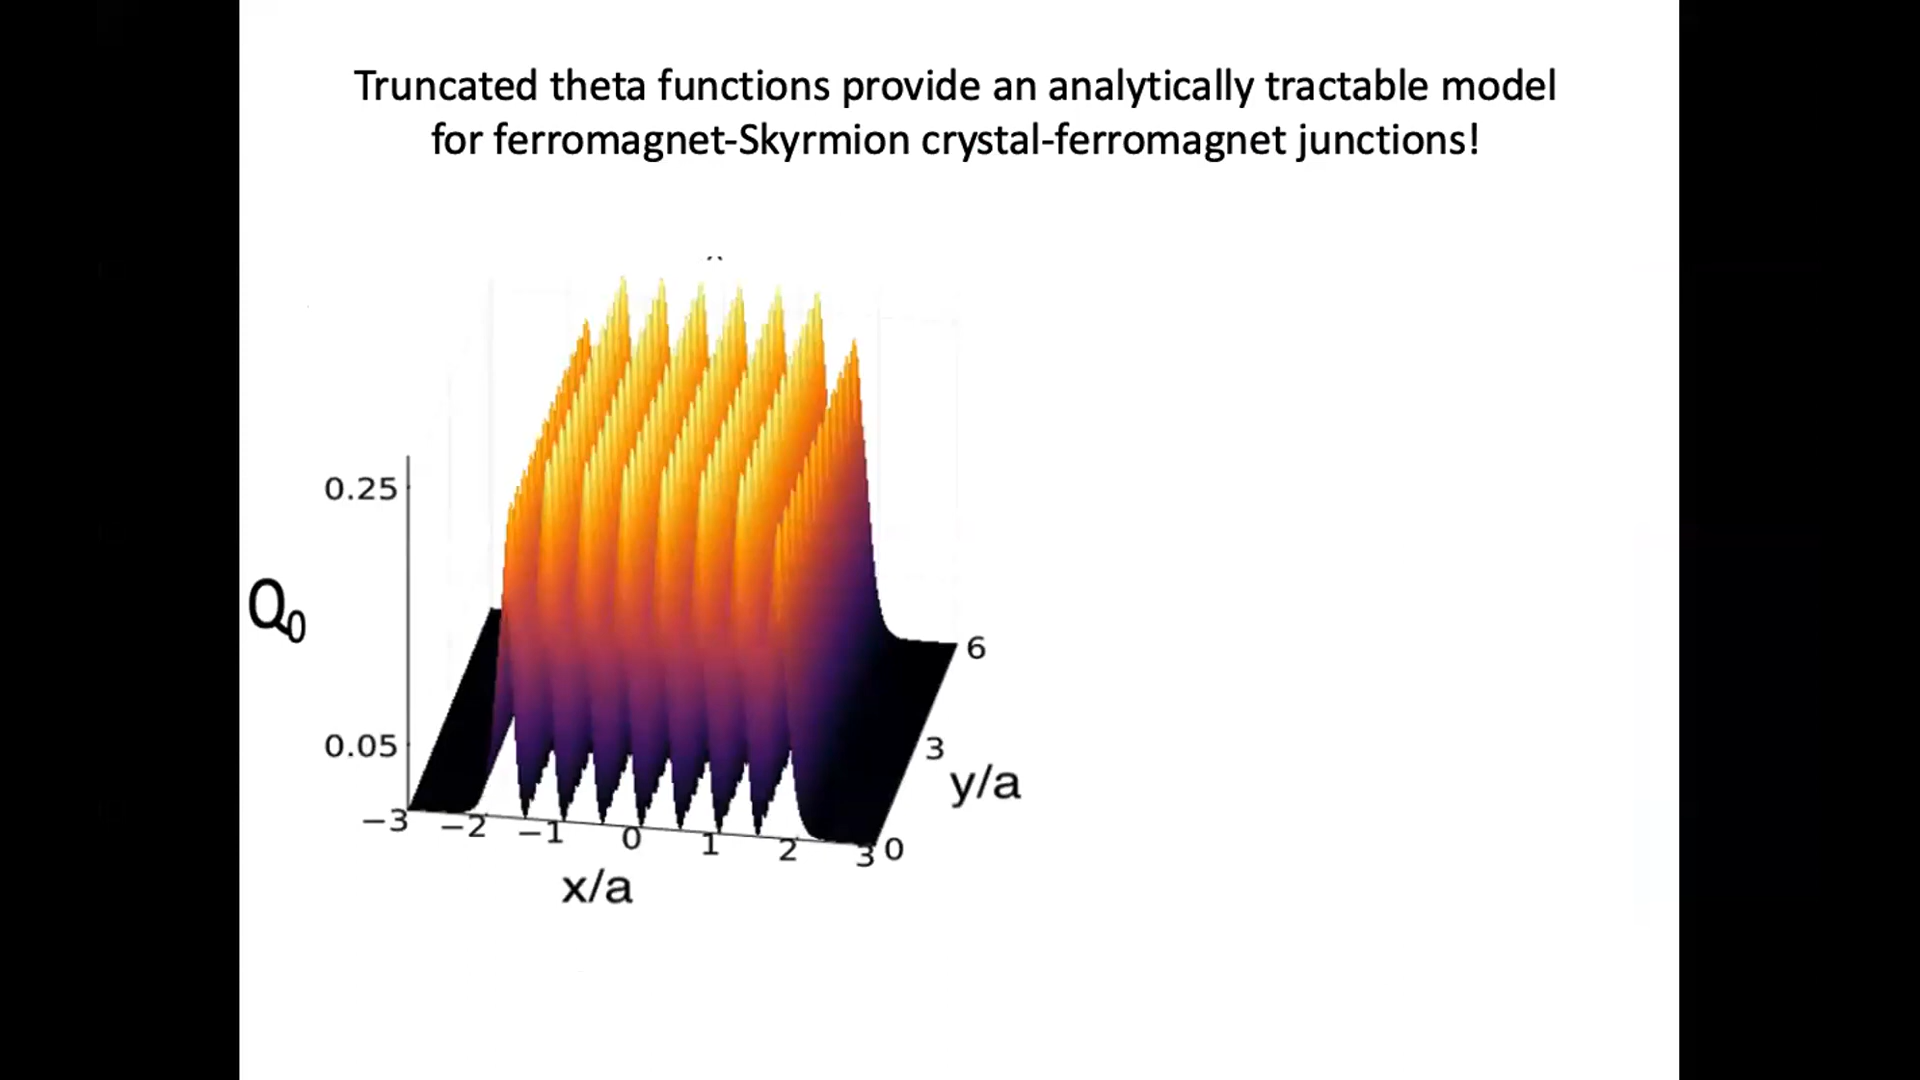 Truncated theta functions provide an analytically tractable model
for ferromagnet-Skyrmion crystal-ferromagnet junctions!
0.25
Q0
0.05
6
3
y/a
−3
−2
−1
0
1
2
3
0
x/a